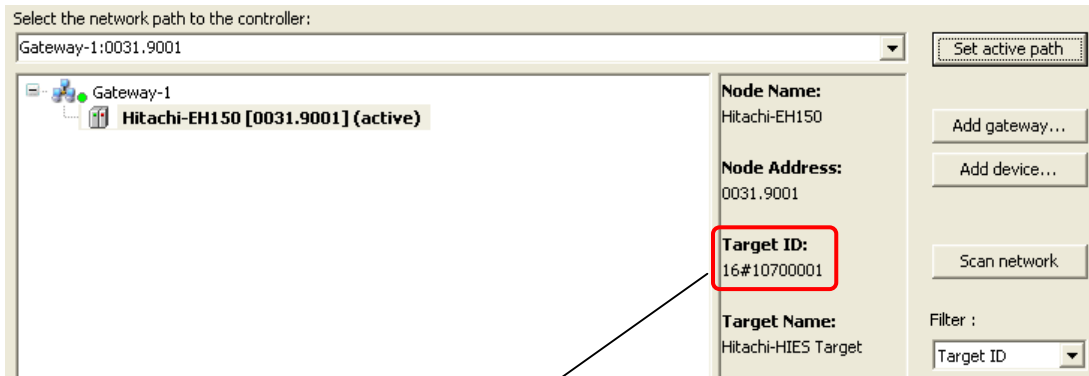 Select the network path to the controller:
Gateway-1:0031.9001
Set active path
Gateway-1
Hitachi-EH150 [0031.9001] (active)
Node Name:
Hitachi-EH150
Node Address:
0031.9001
Target ID:
16#10700001
Target Name:
Hitachi-HIES Target
Add gateway...
Add device...
Scan network
Filter :
Target ID